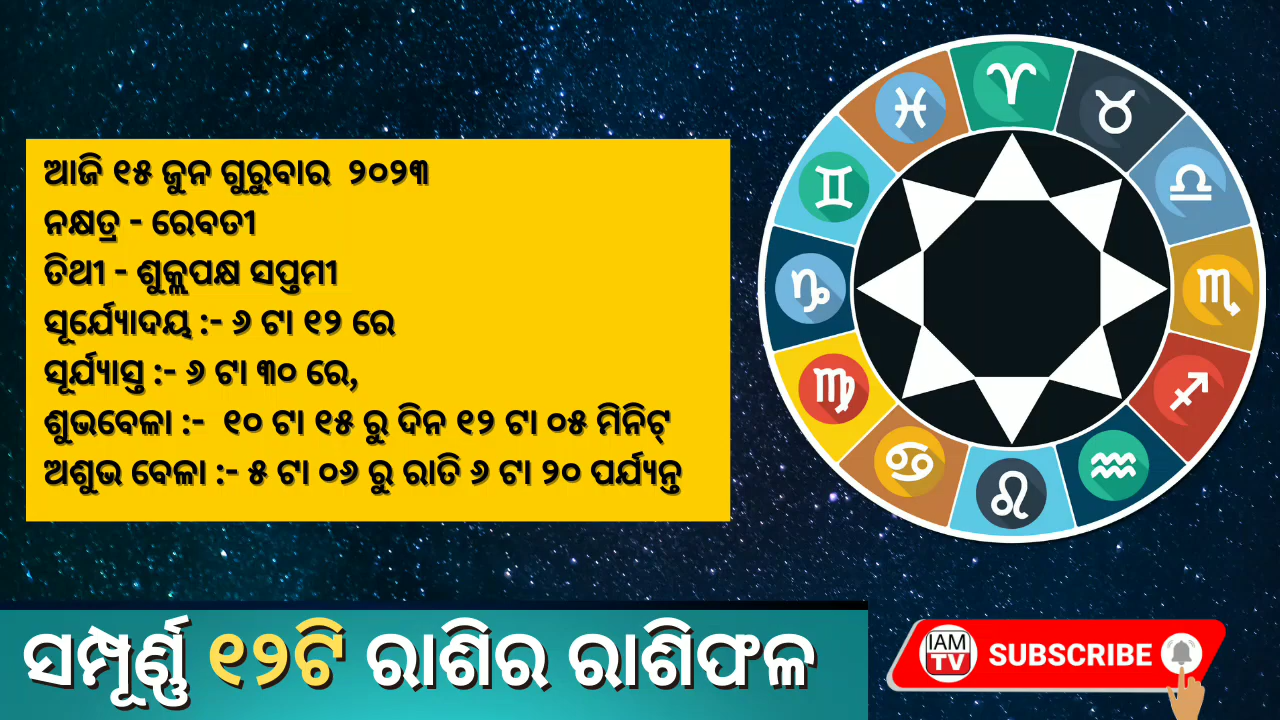 ଆଜି ୧୫ ଜୁନ ଗୁରୁବାର ୨୦୨୩
ନକ୍ଷତ୍ର - ରେବତୀ
ତିଥୀ - ଶୁକ୍ଲପକ୍ଷ ସପ୍ତମୀ
ସୂର୍ଯ୍ୟୋଦୟ :- ୬ ଟା ୧୨ ରେ
ସୂର୍ଯ୍ୟାସ୍ତ :- ୬ ଟା ୩୦ ରେ,
ଶୁଭବେଳା :- ୧୦ ଟା ୧୫ ରୁ ଦିନ ୧୨ ଟା ୦୫ ମିନିଟ୍
ଅଶୁଭ ବେଳା :- ୫ ଟା ୦୬ ରୁ ରାତି ୬ ଟା ୨୦ ପର୍ଯ୍ୟନ୍ତ
ସମ୍ପୂର୍ଣ୍ଣ ୧୨ଟି ରାଶିର ରାଶିଫଳ
IAM
TV
SUBSCRIBE